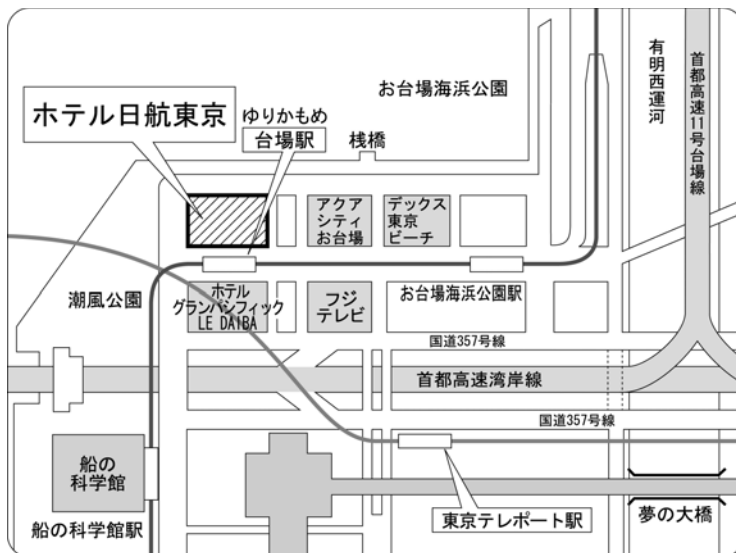 お台場海浜公園
有明西運河
首都高速11号台場線
ホテル日航東京
ゆりかもめ
台場駅
桟橋
アクア
シティ
お台場
デックス
東京
ビーチ
潮風公園
ホテル
グランパシフィック
LE DAIBA
フジ
テレビ
お台場海浜公園駅
国道357号線
首都高速湾岸線
国道357号線
船の
科学館
船の科学館駅
東京テレポート駅
夢の大橋